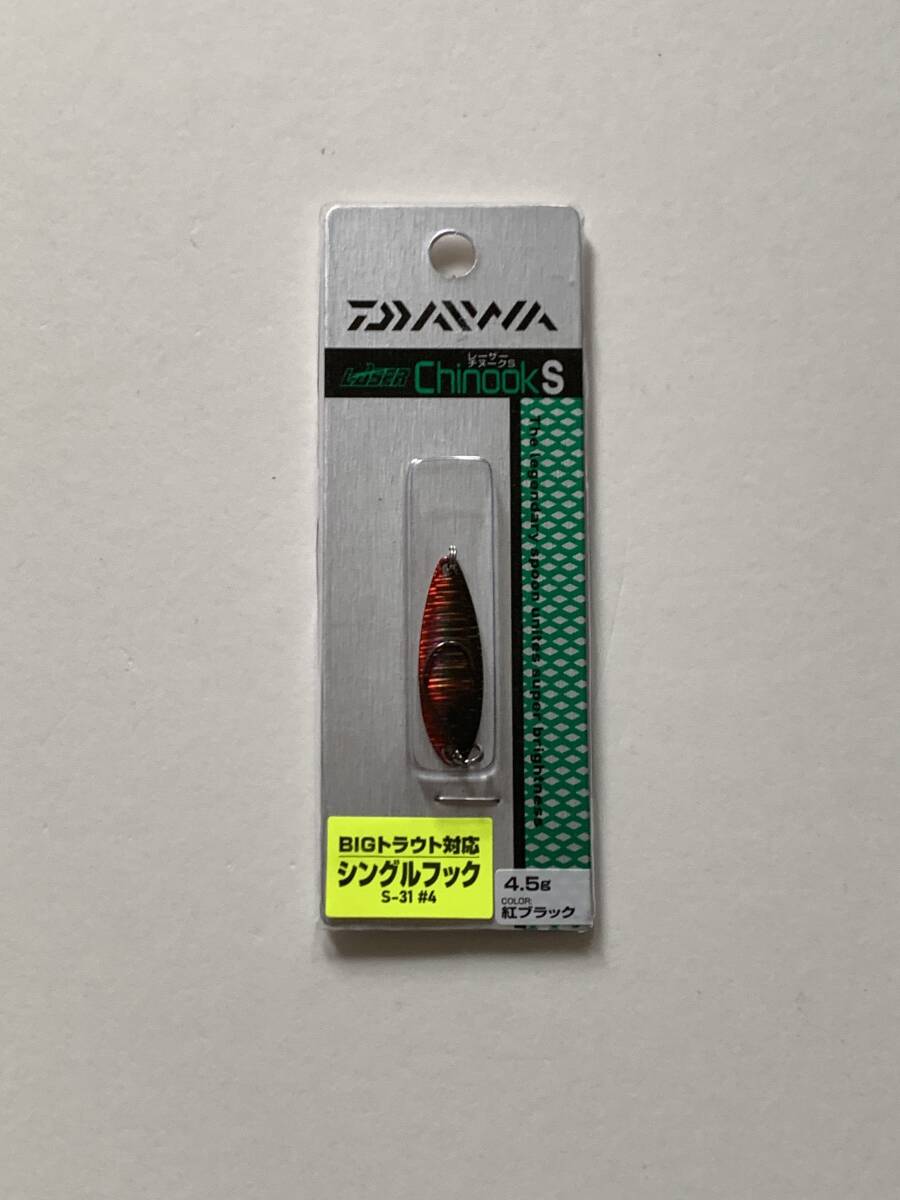 DAIWA
レーザー
チヌークS
LASER Chinook S
The legendary spoon unites super brightness
BIGトラウト対応
シングルフック
S-31 #4
4.5g
COLOR:
紅ブラック